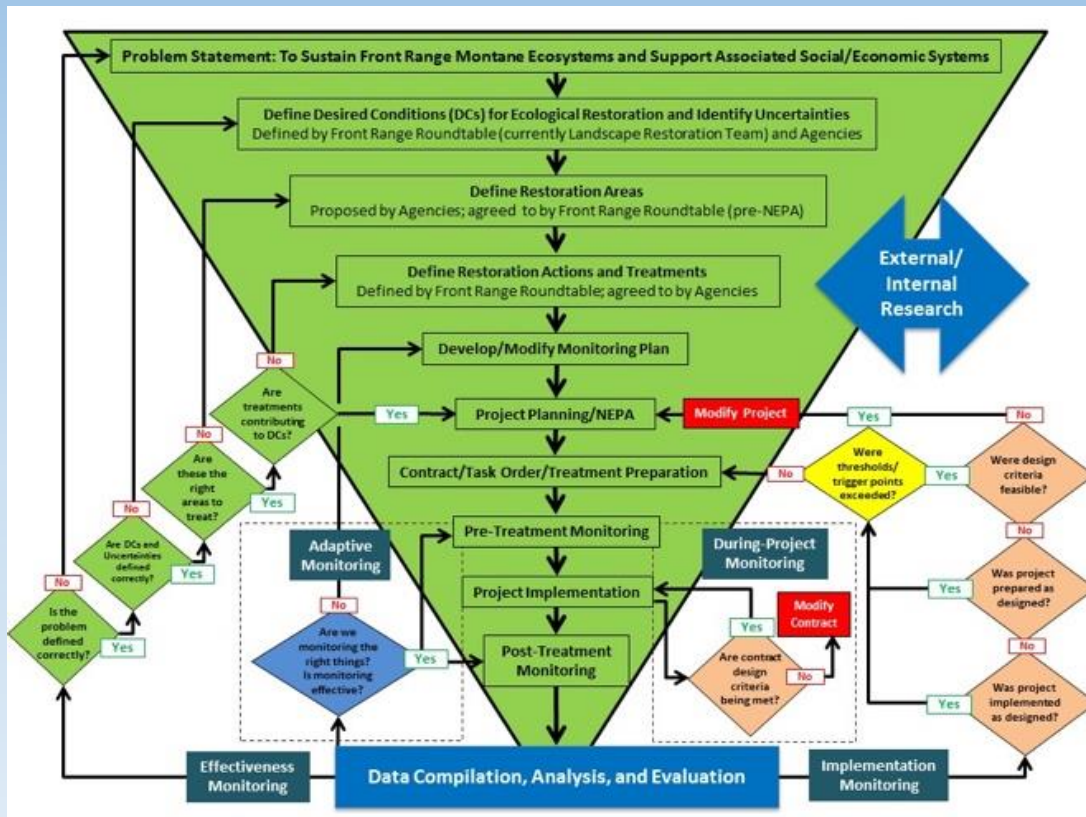 Problem Statement: To Sustain Front Range Montane Ecosystems and Support Associated Social/Economic Systems
Define Desired Conditions (DCs) for Ecological Restoration and Identify Uncertainties
Defined by Front Range Roundtable (currently Landscape Restoration Team) and Agencies
Define Restoration Areas
Proposed by Agencies; agreed to by Front Range Roundtable (pre-NEPA)
External/
Internal
Research
Define Restoration Actions and Treatments
Defined by Front Range Roundtable; agreed to by Agencies
Develop/Modify Monitoring Plan
No
Are
treatments
contributing
to DCs?
Yes
Project Planning/NEPA
Modify Project
Yes
No
No
Are
these the
right
areas to
treat?
Yes
Contract/Task Order/Treatment Preparation
No
Were
thresholds/
trigger points
exceeded?
Yes
Were design
criteria
feasible?
No
Are DCs and
Uncertainties
defined
correctly?
Yes
Adaptive
Monitoring
Pre-Treatment Monitoring
During-Project
Monitoring
No
Was project
prepared as
designed?
Yes
No
Is the
problem
defined
correctly?
Yes
No
Are we
monitoring the
right things?
Is monitoring
effective?
Yes
Project Implementation
Post-Treatment
Monitoring
Yes
Modify
Contract
Are contract
design
criteria
being met?
No
No
Was project
implemented
as designed?
Yes
Effectiveness
Monitoring
Data Compilation, Analysis, and Evaluation
Implementation
Monitoring